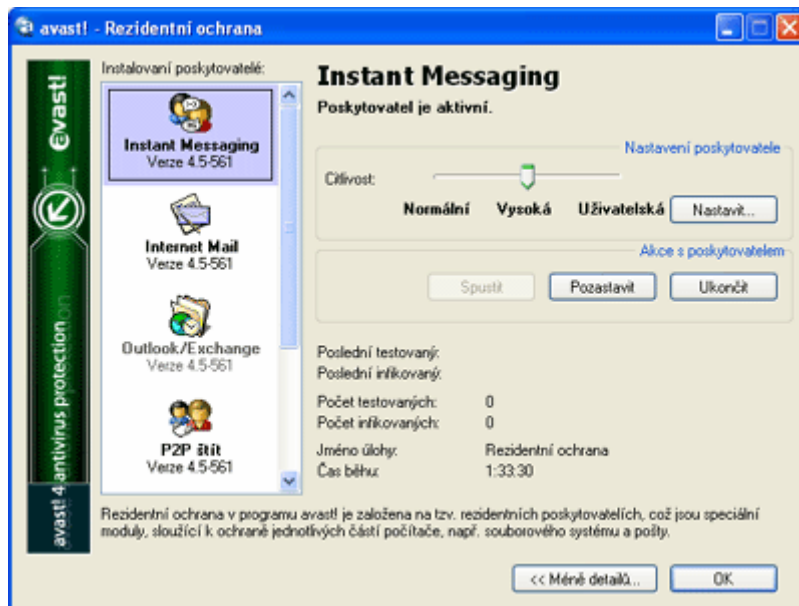 avast! - Rezidentní ochrana
avast!
avast! 4 antivirus protection
Instalovaní poskytovatelé:
Instant Messaging
Verze 4.5-561
Internet Mail
Verze 4.5-561
Outlook/Exchange
Verze 4.5-561
P2P štít
Verze 4.5-561
Instant Messaging
Poskytovatel je aktivní.
Nastavení poskytovatele
Citlivost:
Normální Vysoká Uživatelská Nastavit...
Akce s poskytovatelem
Spustit Pozastavit Ukončit
Poslední testovaný:
Poslední infikovaný:
Počet testovaných: 0
Počet infikovaných: 0
Jméno úlohy: Rezidentní ochrana
Čas běhu: 1:33:30
Rezidentní ochrana v programu avast! je založena na tzv. rezidentních poskytovatelích, což jsou speciální
moduly, sloužící k ochraně jednotlivých částí počítače, např. souborového systému a pošty.
<< Méně detailů... OK